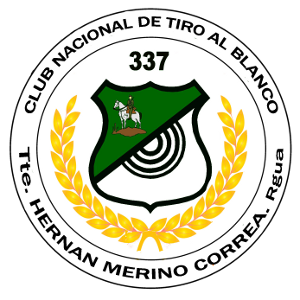 CLUB NACIONAL DE TIRO AL BLANCO
337
Tte. HERNAN MERINO CORREA. Rgua